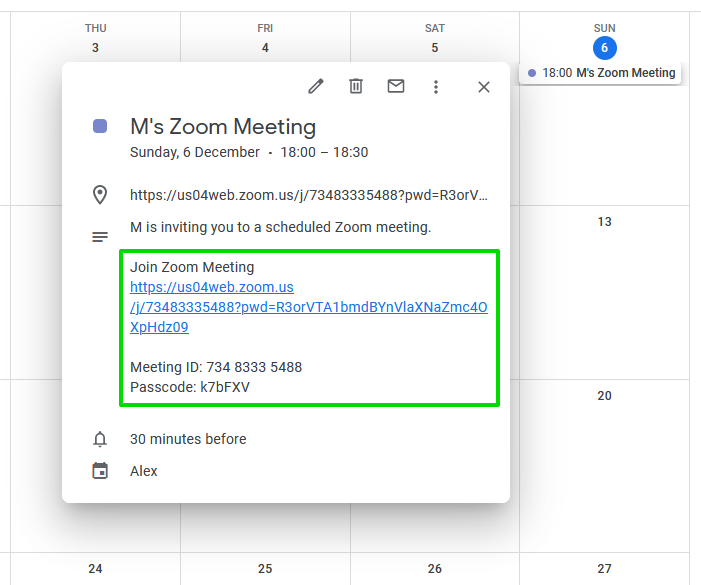 THU
FRI
SAT
SUN
3
4
5
6
18:00 M's Zoom Meeting
M's Zoom Meeting
Sunday, 6 December · 18:00 – 18:30
https://us04web.zoom.us/j/73483335488?pwd=R3orV...
M is inviting you to a scheduled Zoom meeting.
Join Zoom Meeting
https://us04web.zoom.us
/j/73483335488?pwd=R3orVTA1bmdBYnVlaXNaZmc4O
XpHdz09
Meeting ID: 734 8333 5488
Passcode: k7bFXV
30 minutes before
Alex
13
20
24
25
26
27